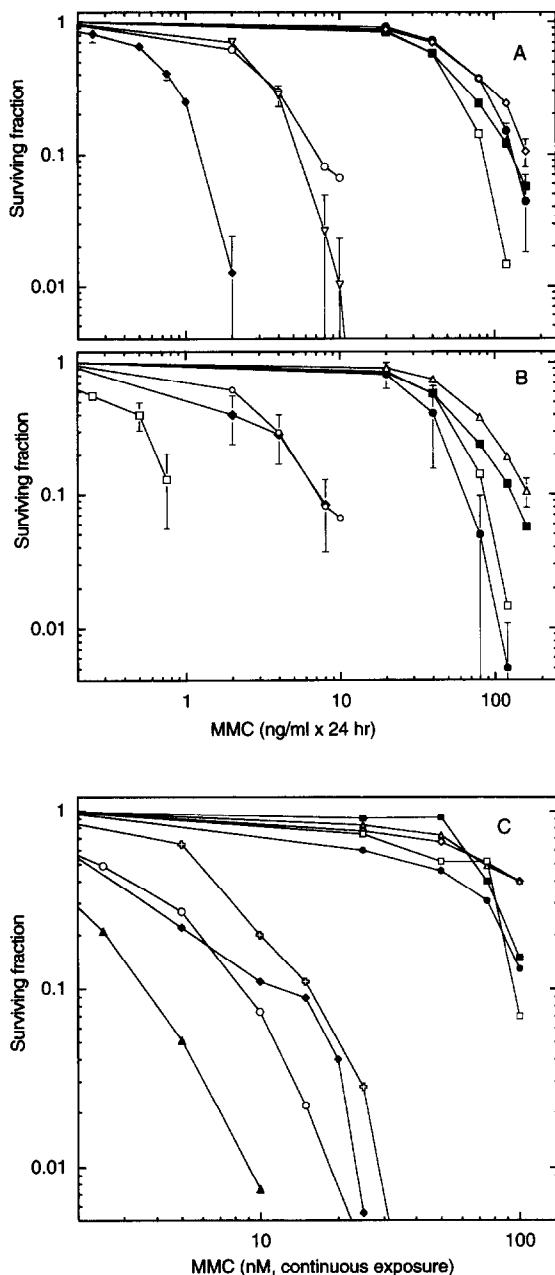 A
1
0.1
0.01
Surviving fraction
B
1
0.1
0.01
Surviving fraction
1
10
100
MMC (ng/ml x 24 hr)
C
1
0.1
0.01
Surviving fraction
10
100
MMC (nM, continuous exposure)